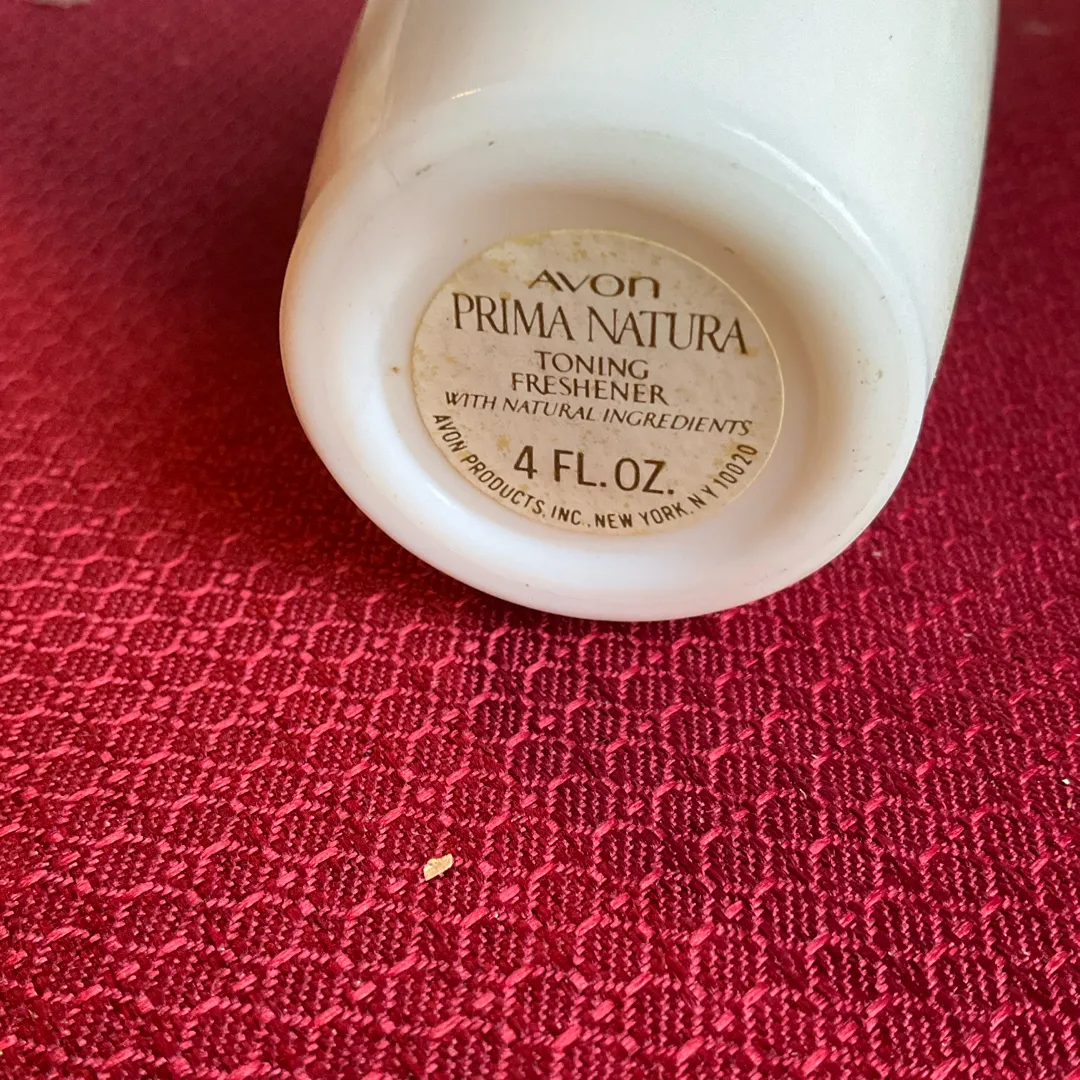 AVON
PRIMA NATURA
TONING
FRESHENER
WITH NATURAL INGREDIENTS
4 FL. OZ.
AVON PRODUCTS, INC., NEW YORK, N.Y. 10020